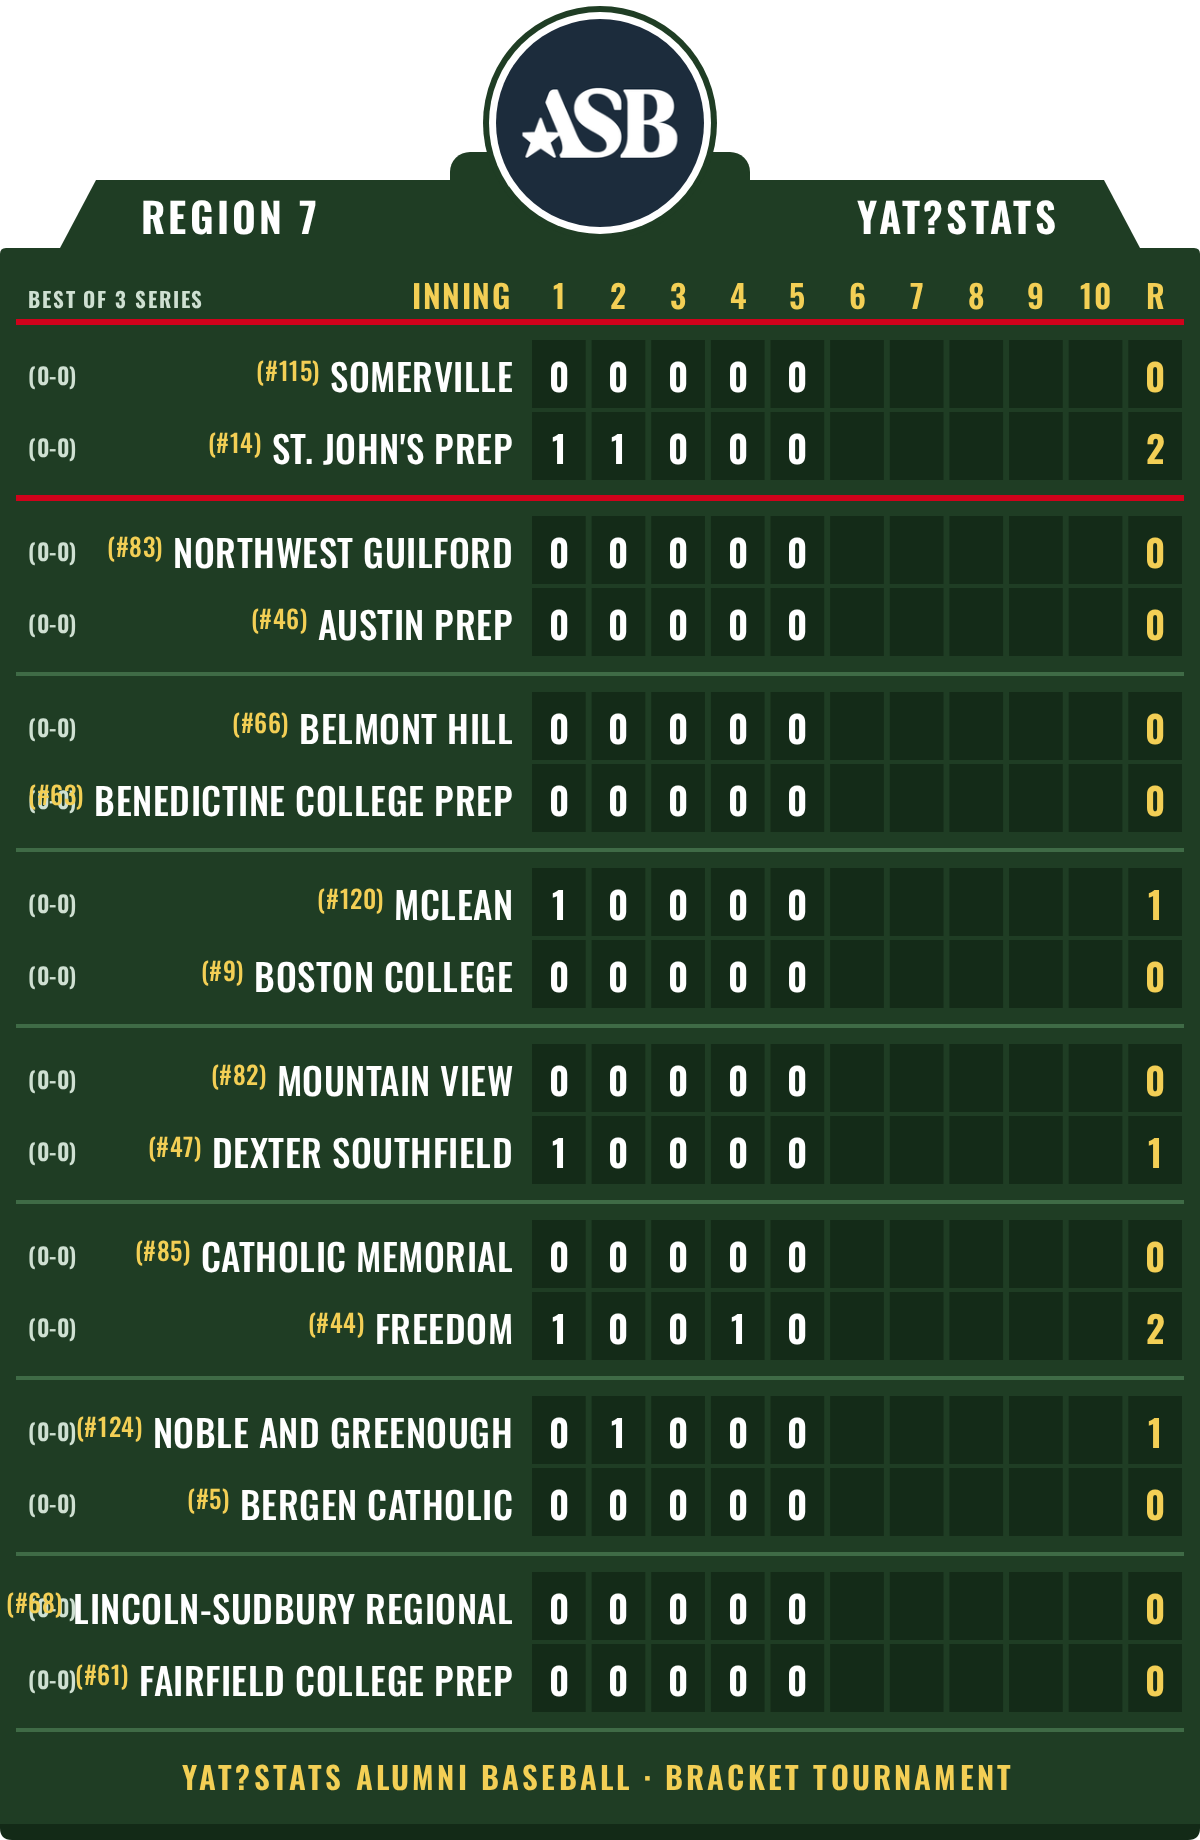 ASB
REGION 7 YAT?STATS
BEST OF 3 SERIES INNING 1 2 3 4 5 6 7 8 9 10 R
(0-0) (#115) SOMERVILLE 0 0 0 0 0 0
(0-0) (#14) ST. JOHN'S PREP 1 1 0 0 0 2
(0-0) (#83) NORTHWEST GUILFORD 0 0 0 0 0 0
(0-0) (#46) AUSTIN PREP 0 0 0 0 0 0
(0-0) (#66) BELMONT HILL 0 0 0 0 0 0
(0-0) (#63) BENEDICTINE COLLEGE PREP 0 0 0 0 0 0
(0-0) (#120) MCLEAN 1 0 0 0 0 1
(0-0) (#9) BOSTON COLLEGE 0 0 0 0 0 0
(0-0) (#82) MOUNTAIN VIEW 0 0 0 0 0 0
(0-0) (#47) DEXTER SOUTHFIELD 1 0 0 0 0 1
(0-0) (#85) CATHOLIC MEMORIAL 0 0 0 0 0 0
(0-0) (#44) FREEDOM 1 0 0 1 0 2
(0-0) (#124) NOBLE AND GREENOUGH 0 1 0 0 0 1
(0-0) (#5) BERGEN CATHOLIC 0 0 0 0 0 0
(0-0) (#68) LINCOLN-SUDBURY REGIONAL 0 0 0 0 0 0
(0-0) (#61) FAIRFIELD COLLEGE PREP 0 0 0 0 0 0
YAT?STATS ALUMNI BASEBALL · BRACKET TOURNAMENT